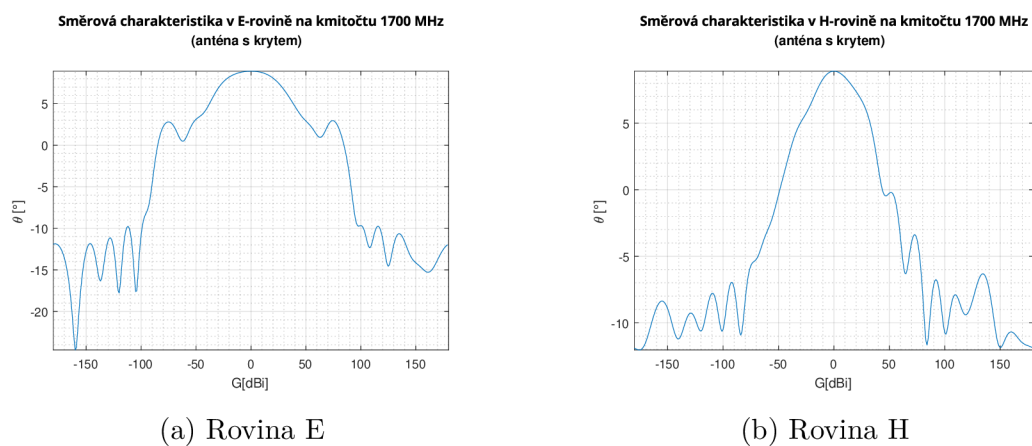 Směrová charakteristika v E-rovině na kmitočtu 1700 MHz
(anténa s krytem)
5
0
-5
-10
-15
-20
θ [°]
-150 -100 -50 0 50 100 150
G[dBi]
(a) Rovina E
Směrová charakteristika v H-rovině na kmitočtu 1700 MHz
(anténa s krytem)
5
0
-5
-10
θ [°]
-150 -100 -50 0 50 100 150
G[dBi]
(b) Rovina H